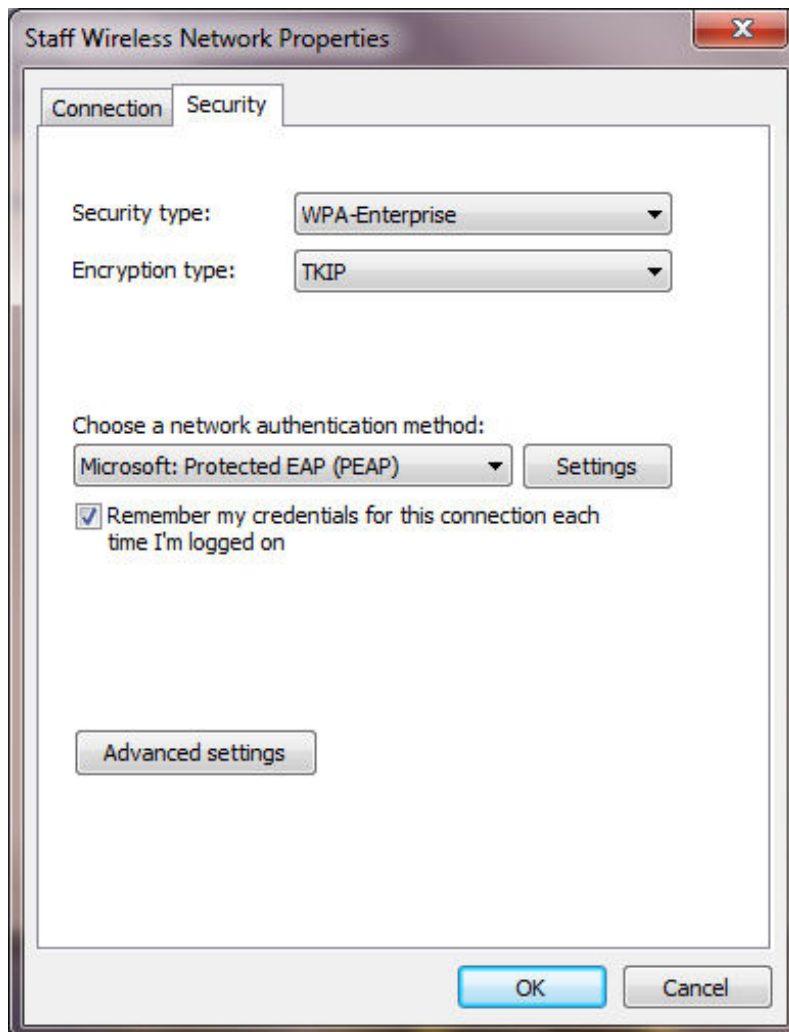 Staff Wireless Network Properties
Connection Security
Security type: WPA-Enterprise
Encryption type: TKIP
Choose a network authentication method:
Microsoft: Protected EAP (PEAP) Settings
Remember my credentials for this connection each
time I'm logged on
Advanced settings
OK Cancel